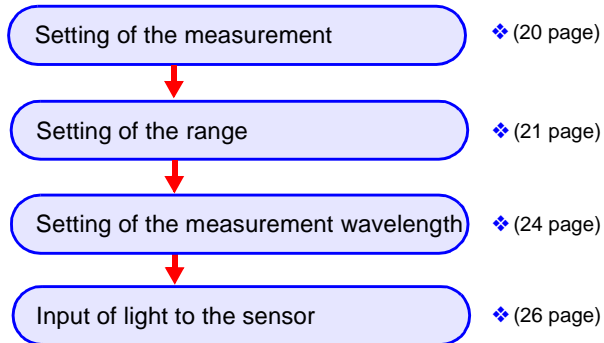 Setting of the measurement ❖ (20 page)
Setting of the range ❖ (21 page)
Setting of the measurement wavelength ❖ (24 page)
Input of light to the sensor ❖ (26 page)